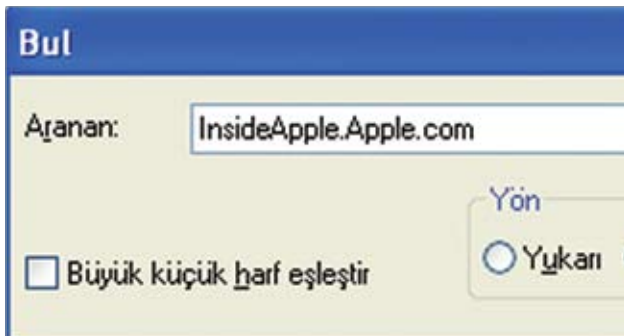 Bul
Aranan: InsideApple.Apple.com
Yön
Büyük küçük harf eşleştir
Yukarı